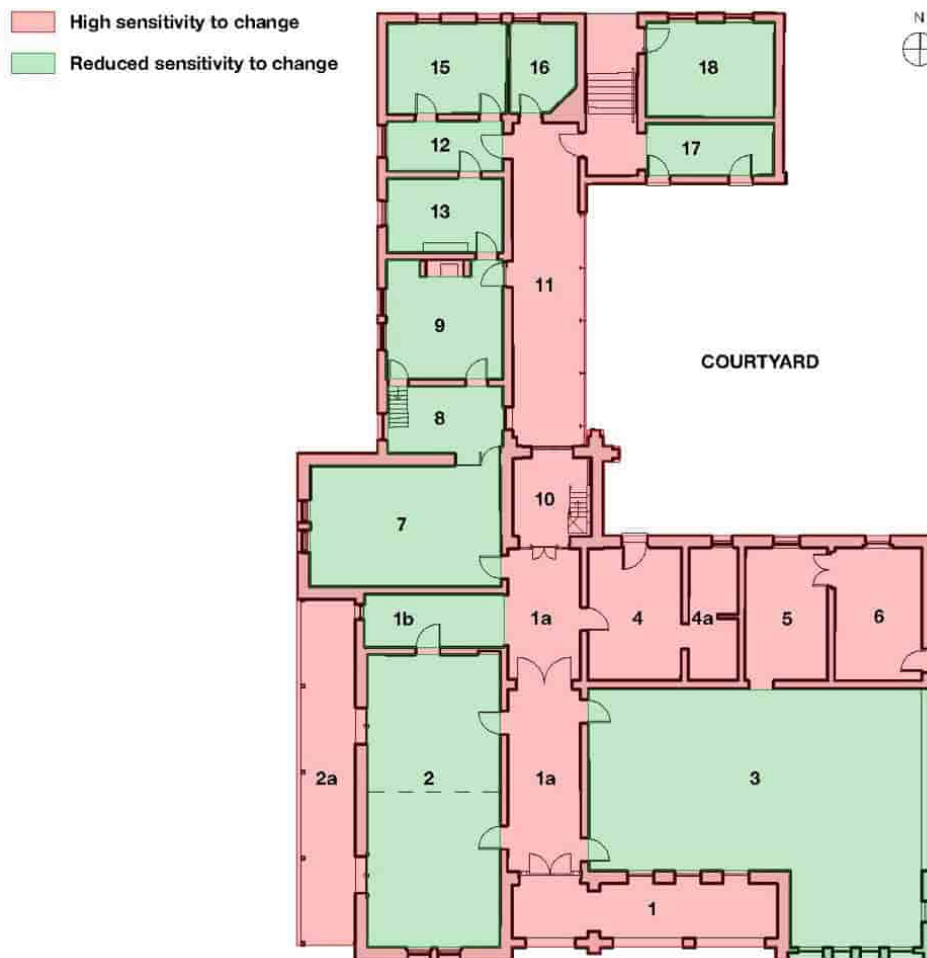 High sensitivity to change
N
Reduced sensitivity to change
15
16
18
12
17
13
11
9
COURTYARD
8
10
7
1b
1a
4
4a
5
6
2a
2
1a
3
1